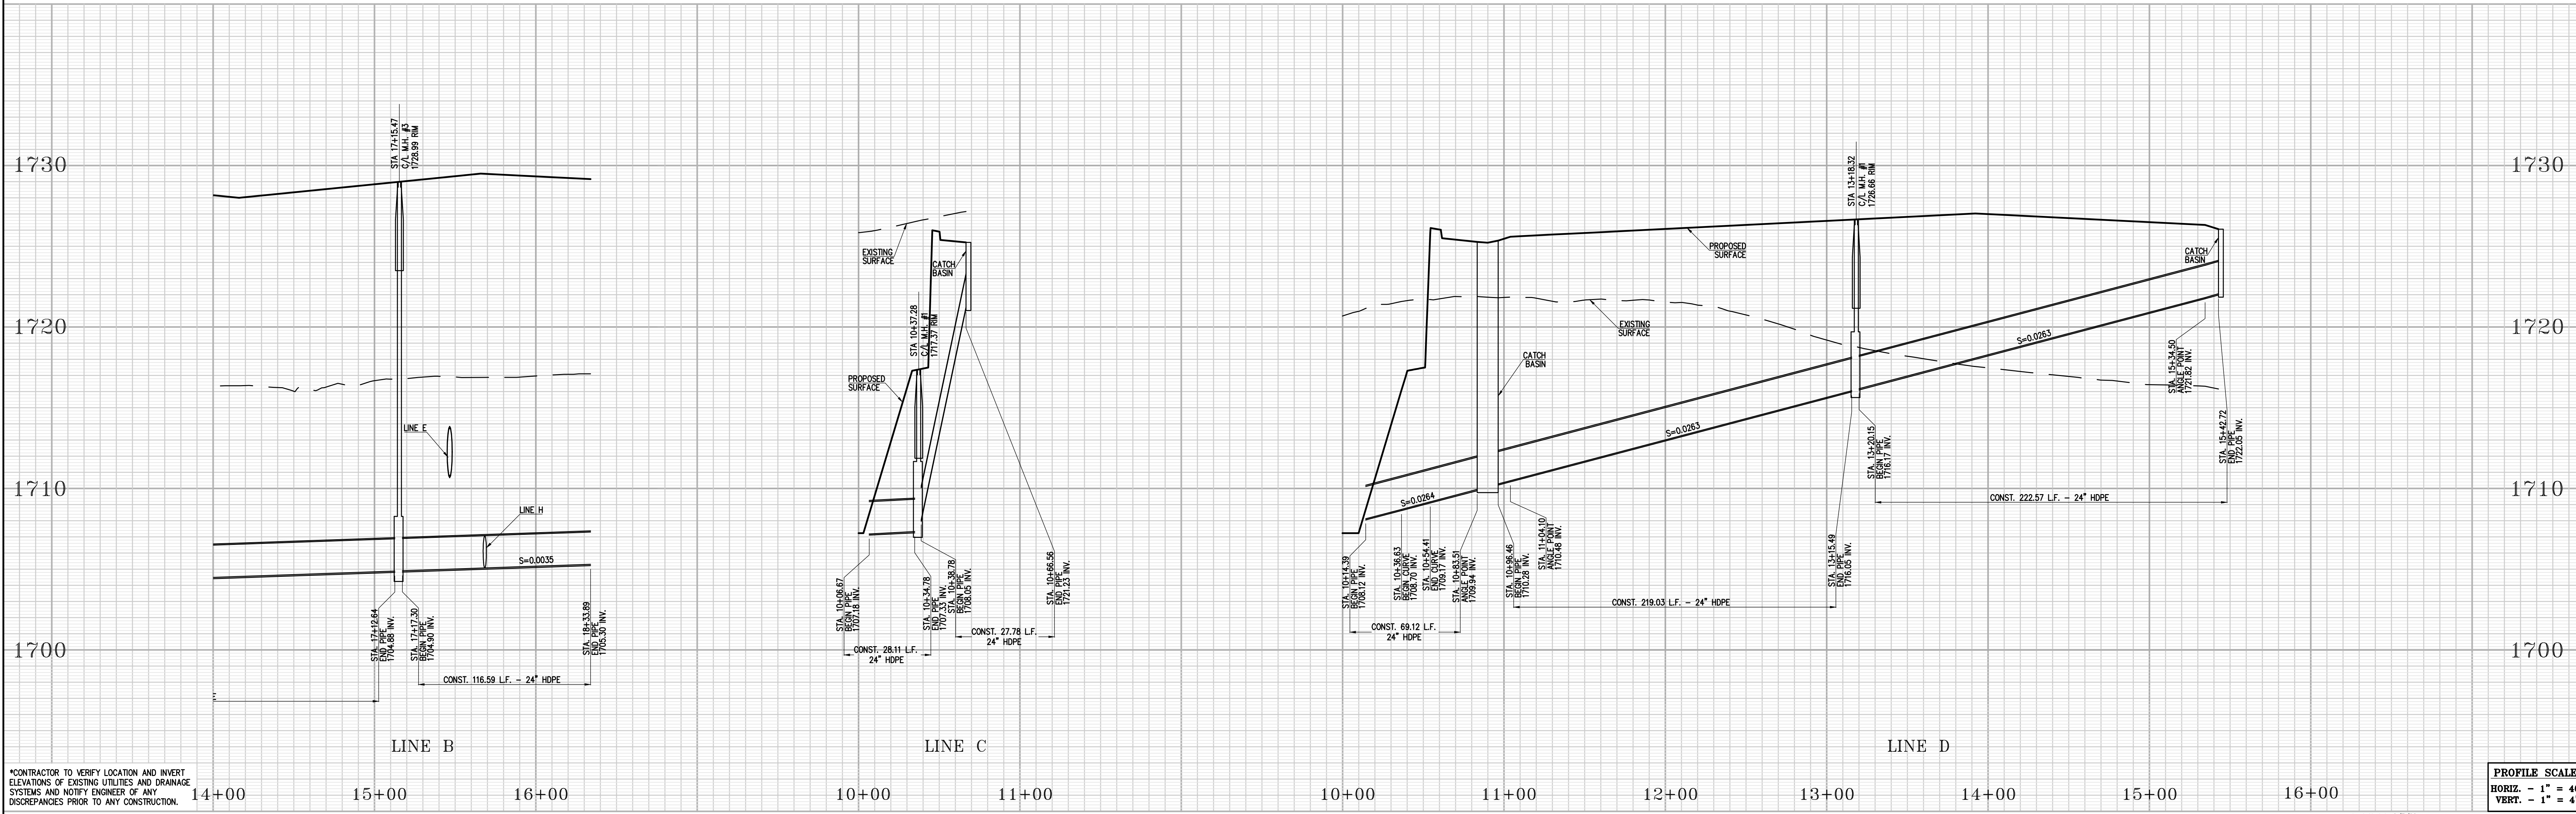 1730
1720
1710
1700
STA 17+15.47
C/L M.H. #3
1728.99 RIM
LINE E
LINE H
S=0.0035
STA. 17+12.64
END PIPE
1704.88 INV.
STA. 17+17.30
BEGIN PIPE
1704.90 INV.
STA. 18+33.89
END PIPE
1705.30 INV.
CONST. 116.59 L.F. - 24" HDPE
LINE B
*CONTRACTOR TO VERIFY LOCATION AND INVERT
ELEVATIONS OF EXISTING UTILITIES AND DRAINAGE
SYSTEMS AND NOTIFY ENGINEER OF ANY
DISCREPANCIES PRIOR TO ANY CONSTRUCTION.
14+00
15+00
16+00
EXISTING
SURFACE
CATCH
BASIN
STA 10+37.28
C/L M.H. #1
1717.37 RIM
PROPOSED
SURFACE
STA. 10+06.67
BEGIN PIPE
1707.18 INV.
STA. 10+34.78
END PIPE
1707.33 INV.
STA. 10+38.78
BEGIN PIPE
1708.05 INV.
STA. 10+66.56
END PIPE
1721.23 INV.
CONST. 27.78 L.F.
24" HDPE
CONST. 28.11 L.F.
24" HDPE
LINE C
10+00
11+00
STA 13+18.32
C/L M.H. #1
1726.66 RIM
PROPOSED
SURFACE
EXISTING
SURFACE
CATCH
BASIN
CATCH
BASIN
S=0.0264
S=0.0263
S=0.0263
STA. 10+14.39
BEGIN PIPE
1708.12 INV.
STA. 10+36.63
BEGIN CURVE
1708.70 INV.
STA. 10+54.41
END CURVE
1709.17 INV.
STA. 10+83.51
ANGLE POINT
1709.94 INV.
STA. 10+96.46
BEGIN PIPE
1710.28 INV.
STA. 11+04.10
ANGLE POINT
1710.48 INV.
STA. 13+15.49
END PIPE
1716.05 INV.
STA. 13+20.15
BEGIN PIPE
1716.17 INV.
STA. 15+34.50
ANGLE POINT
1721.82 INV.
STA. 15+42.72
END PIPE
1722.05 INV.
CONST. 222.57 L.F. - 24" HDPE
CONST. 219.03 L.F. - 24" HDPE
CONST. 69.12 L.F.
24" HDPE
LINE D
10+00
11+00
12+00
13+00
14+00
15+00
16+00
1730
1720
1710
1700
PROFILE SCALE
HORIZ. - 1" =
VERT. - 1" =